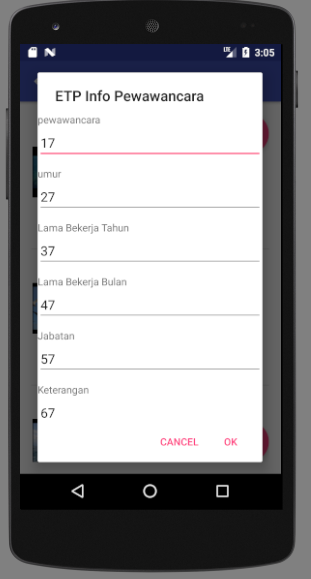 LTE 3:05
ETP Info Pewawancara
pewawancara
17
umur
27
Lama Bekerja Tahun
37
Lama Bekerja Bulan
47
Jabatan
57
Keterangan
67
CANCEL OK